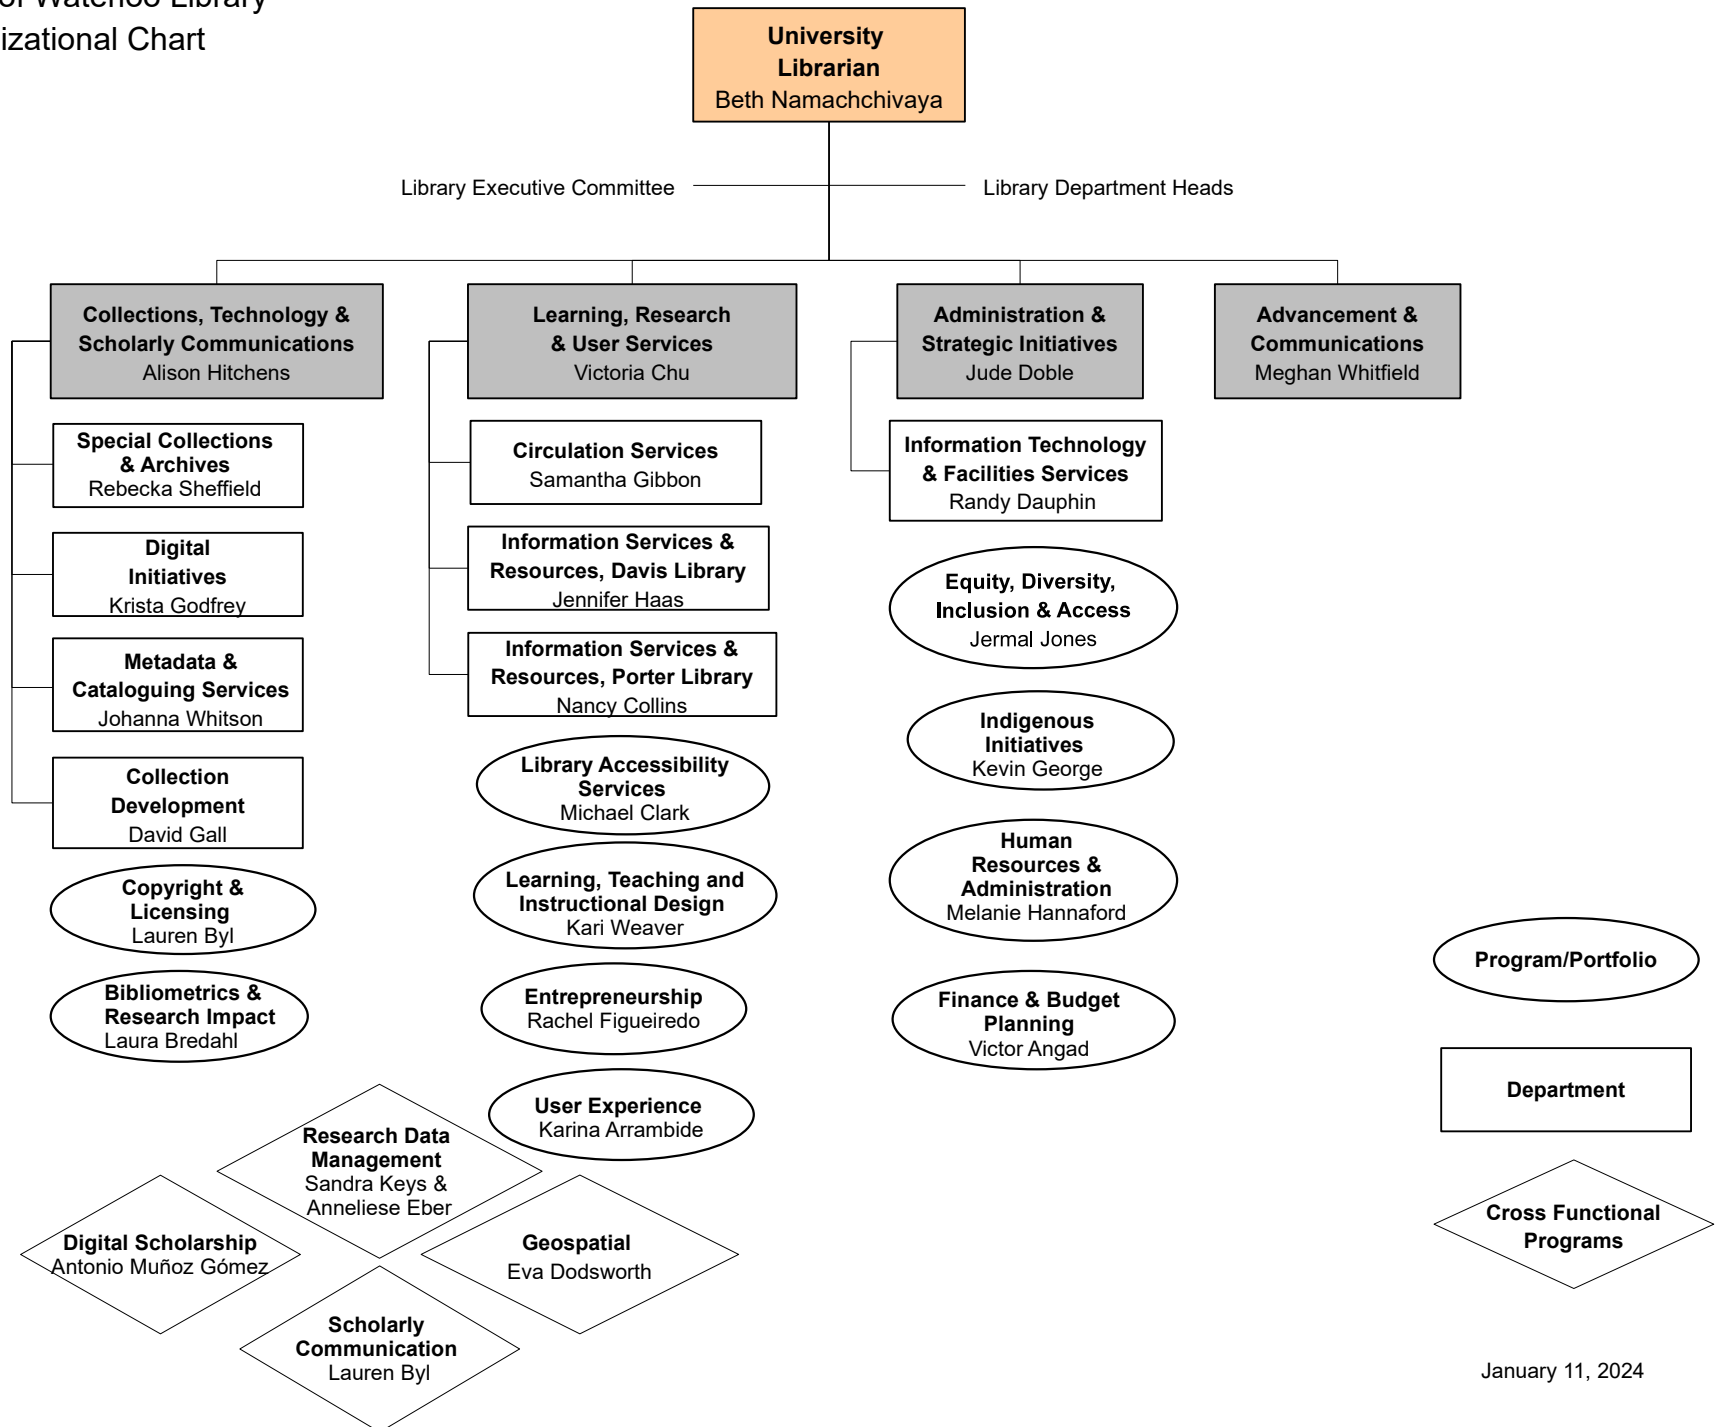 Library
izational Chart
University
Librarian
Beth Namachchivaya
Library Executive Committee
Library Department Heads
Collections, Technology &
Scholarly Communications
Alison Hitchens
Learning, Research
& User Services
Victoria Chu
Administration &
Strategic Initiatives
Jude Doble
Advancement &
Communications
Meghan Whitfield
Special Collections
& Archives
Rebecka Sheffield
Digital
Initiatives
Krista Godfrey
Metadata &
Cataloguing Services
Johanna Whitson
Collection
Development
David Gall
Copyright &
Licensing
Lauren Byl
Bibliometrics &
Research Impact
Laura Bredahl
Circulation Services
Samantha Gibbon
Information Services &
Resources, Davis Library
Jennifer Haas
Information Services &
Resources, Porter Library
Nancy Collins
Library Accessibility
Services
Michael Clark
Learning, Teaching and
Instructional Design
Kari Weaver
Entrepreneurship
Rachel Figueiredo
User Experience
Karina Arrambide
Information Technology
& Facilities Services
Randy Dauphin
Equity, Diversity,
Inclusion & Access
Jermal Jones
Indigenous
Initiatives
Kevin George
Human
Resources &
Administration
Melanie Hannaford
Finance & Budget
Planning
Victor Angad
Research Data
Management
Sandra Keys &
Anneliese Eber
Digital Scholarship
Antonio Muñoz Gómez
Geospatial
Eva Dodsworth
Scholarly
Communication
Lauren Byl
Program/Portfolio
Department
Cross Functional
Programs
January 11, 2024